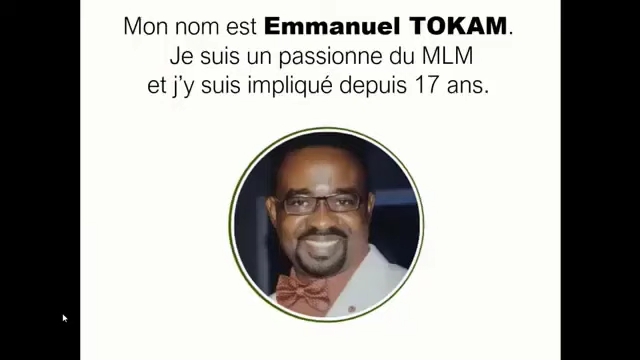 Mon nom est Emmanuel TOKAM.
Je suis un passionne du MLM
et j'y suis impliqué depuis 17 ans.